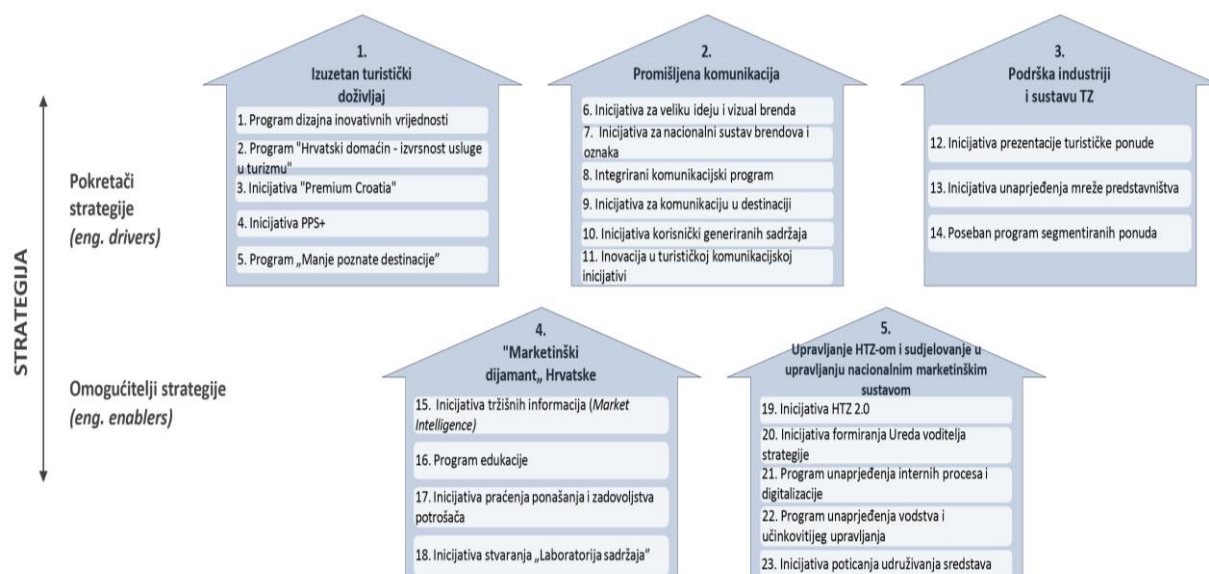 STRATEGIJA
Pokretači
strategije
(eng. drivers)
1.
Izuzetan turistički
doživljaj
1. Program dizajna inovativnih vrijednosti
2. Program "Hrvatski domaćin - izvrsnost usluge
u turizmu"
3. Inicijativa "Premium Croatia"
4. Inicijativa PPS+
5. Program „Manje poznate destinacije”
2.
Promišljena komunikacija
6. Inicijativa za veliku ideju i vizual brenda
7. Inicijativa za nacionalni sustav brendova i
oznaka
8. Integrirani komunikacijski program
9. Inicijativa za komunikaciju u destinaciji
10. Inicijativa korisnički generiranih sadržaja
11. Inovacija u turističkoj komunikacijskoj
inicijativi
3.
Podrška industriji
i sustavu TZ
12. Inicijativa prezentacije turističke ponude
13. Inicijativa unaprjeđenja mreže predstavništva
14. Poseban program segmentiranih ponuda
Omogućitelji strategije
(eng. enablers)
4.
"Marketinški
dijamant„ Hrvatske
15. Inicijativa tržišnih informacija (Market
Intelligence)
16. Program edukacije
17. Inicijativa praćenja ponašanja i zadovoljstva
potrošača
18. Inicijativa stvaranja „Laboratorija sadržaja”
5.
Upravljanje HTZ-om i sudjelovanje u
upravljanju nacionalnim marketinškim
sustavom
19. Inicijativa HTZ 2.0
20. Inicijativa formiranja Ureda voditelja
strategije
21. Program unaprjeđenja internih procesa i
digitalizacije
22. Program unaprjeđenja vodstva i
učinkovitijeg upravljanja
23. Inicijativa poticanja udruživanja sredstava